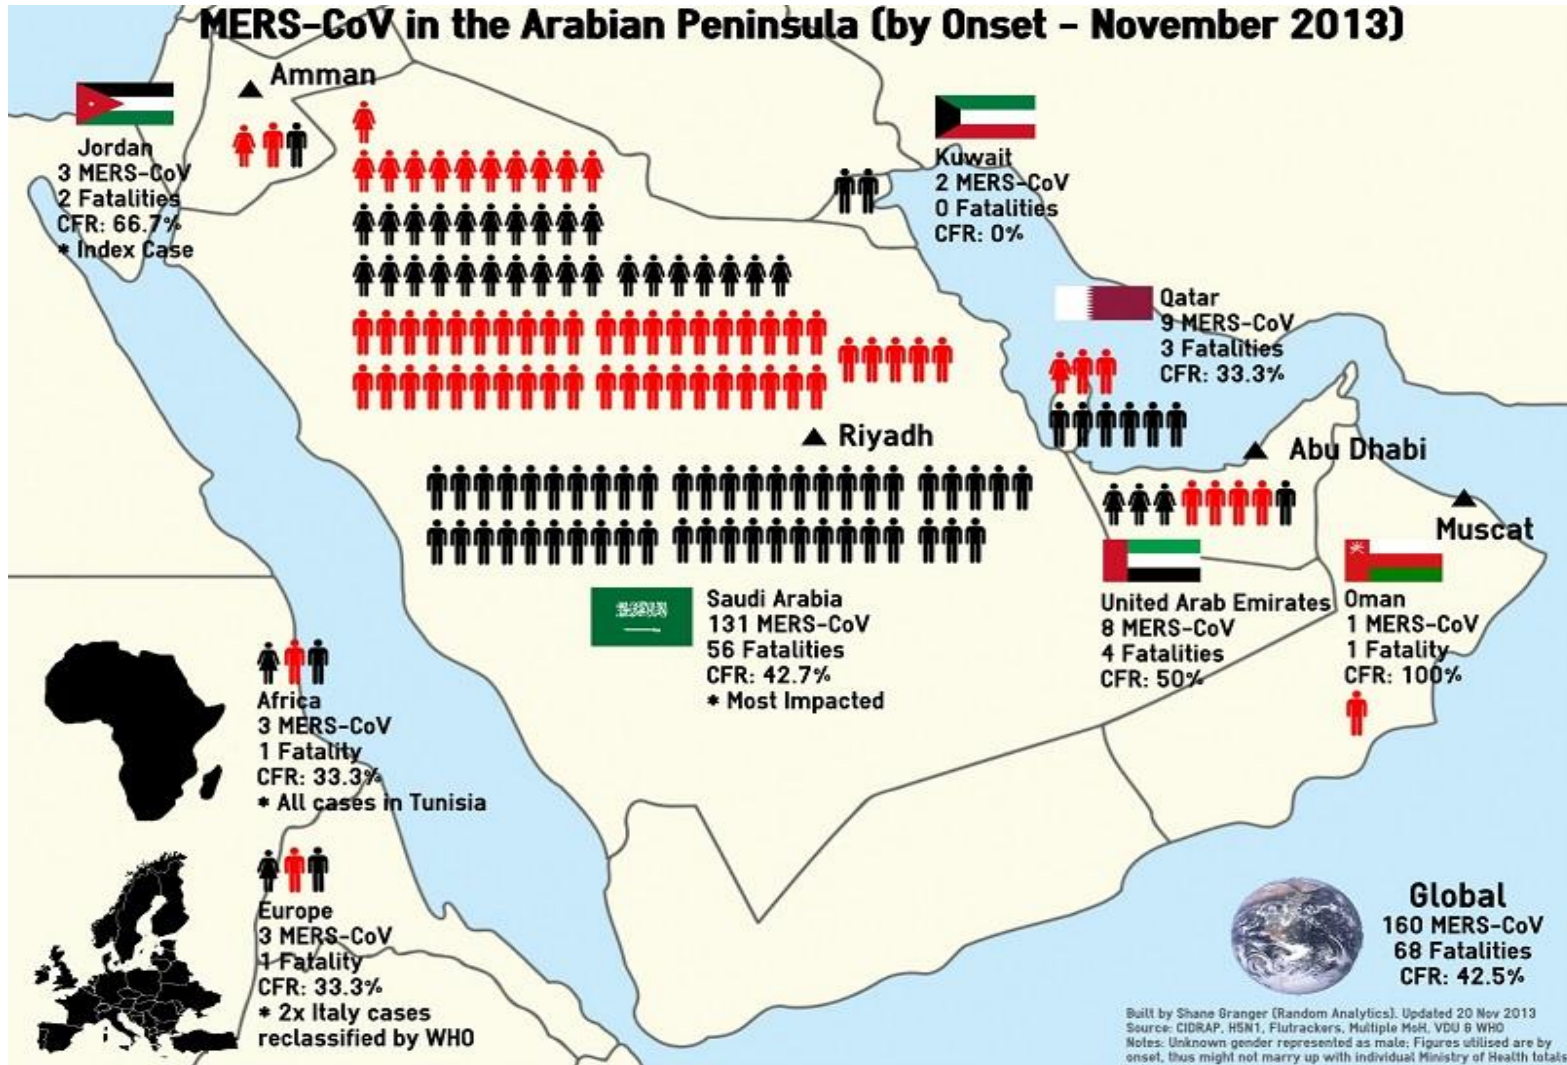 MERS-CoV in the Arabian Peninsula (by Onset - November 2013)
Amman
Jordan
3 MERS-CoV
2 Fatalities
CFR: 66.7%
* Index Case
Kuwait
2 MERS-CoV
0 Fatalities
CFR: 0%
Qatar
9 MERS-CoV
3 Fatalities
CFR: 33.3%
Riyadh
Abu Dhabi
Muscat
Saudi Arabia
131 MERS-CoV
56 Fatalities
CFR: 42.7%
* Most Impacted
United Arab Emirates
8 MERS-CoV
4 Fatalities
CFR: 50%
Oman
1 MERS-CoV
1 Fatality
CFR: 100%
Africa
3 MERS-CoV
1 Fatality
CFR: 33.3%
* All cases in Tunisia
Europe
3 MERS-CoV
1 Fatality
CFR: 33.3%
* 2x Italy cases
reclassified by WHO
Global
160 MERS-CoV
68 Fatalities
CFR: 42.5%
Built by Shane Granger (Random Analytics). Updated 20 Nov 2013
Source: CIDRAP, H5N1, Flutrackers, Multiple MoH, VDU & WHO
Notes: Unknown gender represented as male; Figures utilised are by
onset, thus might not marry up with individual Ministry of Health totals